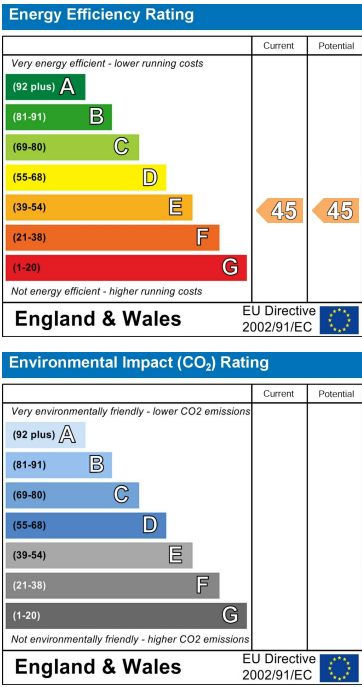 Energy Efficiency Rating
Current Potential
Very energy efficient - lower running costs
(92 plus) A
(81-91) B
(69-80) C
(55-68) D
(39-54) E 45 45
(21-38) F
(1-20) G
Not energy efficient - higher running costs
England & Wales EU Directive 2002/91/EC
Environmental Impact (CO₂) Rating
Current Potential
Very environmentally friendly - lower CO2 emissions
(92 plus) A
(81-91) B
(69-80) C
(55-68) D
(39-54) E
(21-38) F
(1-20) G
Not environmentally friendly - higher CO2 emissions
England & Wales EU Directive 2002/91/EC